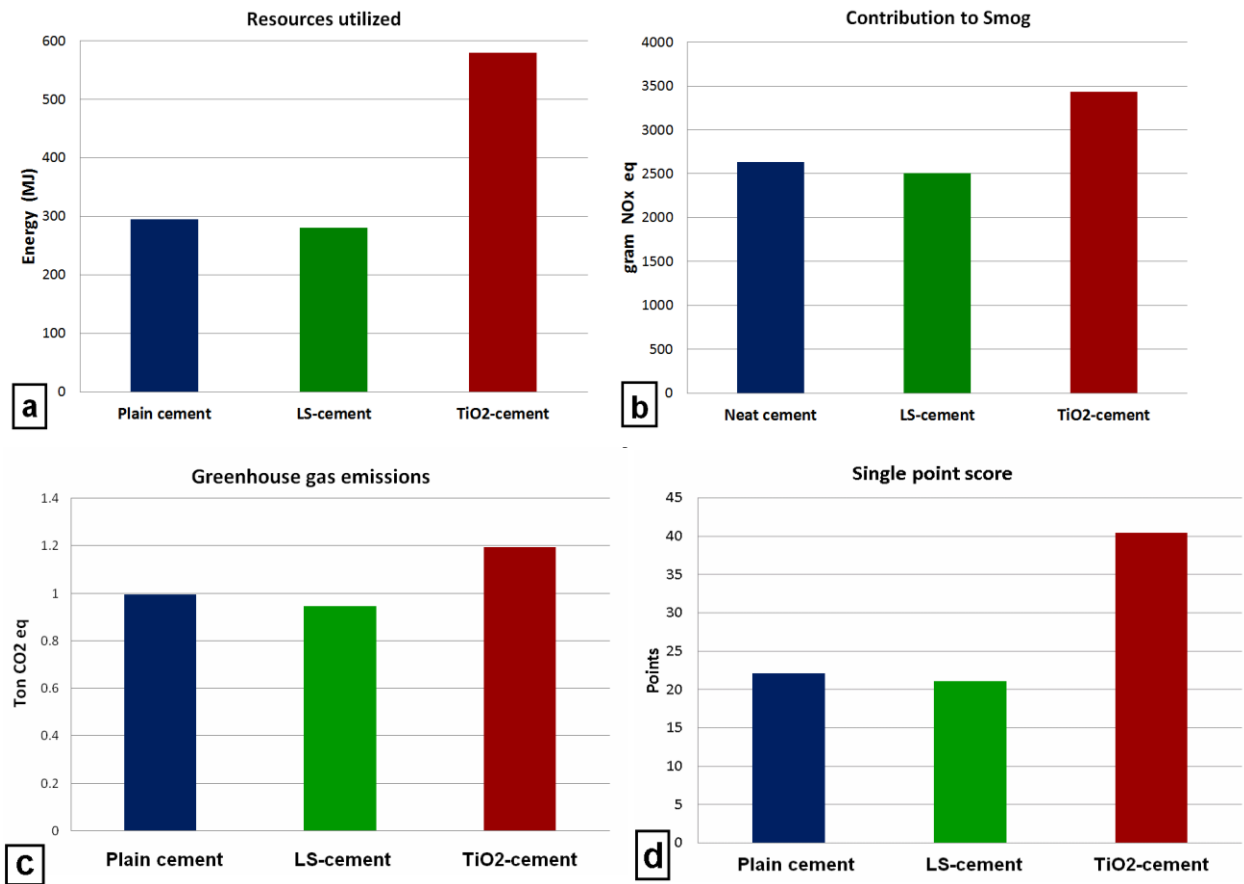 Resources utilized
600
500
400
300
200
100
0
Energy (MJ)
Plain cement LS-cement TiO2-cement
a
Contribution to Smog
4000
3500
3000
2500
2000
1500
1000
500
0
gram NOx eq
Neat cement LS-cement TiO2-cement
b
Greenhouse gas emissions
1.4
1.2
1
0.8
0.6
0.4
0.2
0
Ton CO2 eq
Plain cement LS-cement TiO2-cement
c
Single point score
45
40
35
30
25
20
15
10
5
0
Points
Plain cement LS-cement TiO2-cement
d